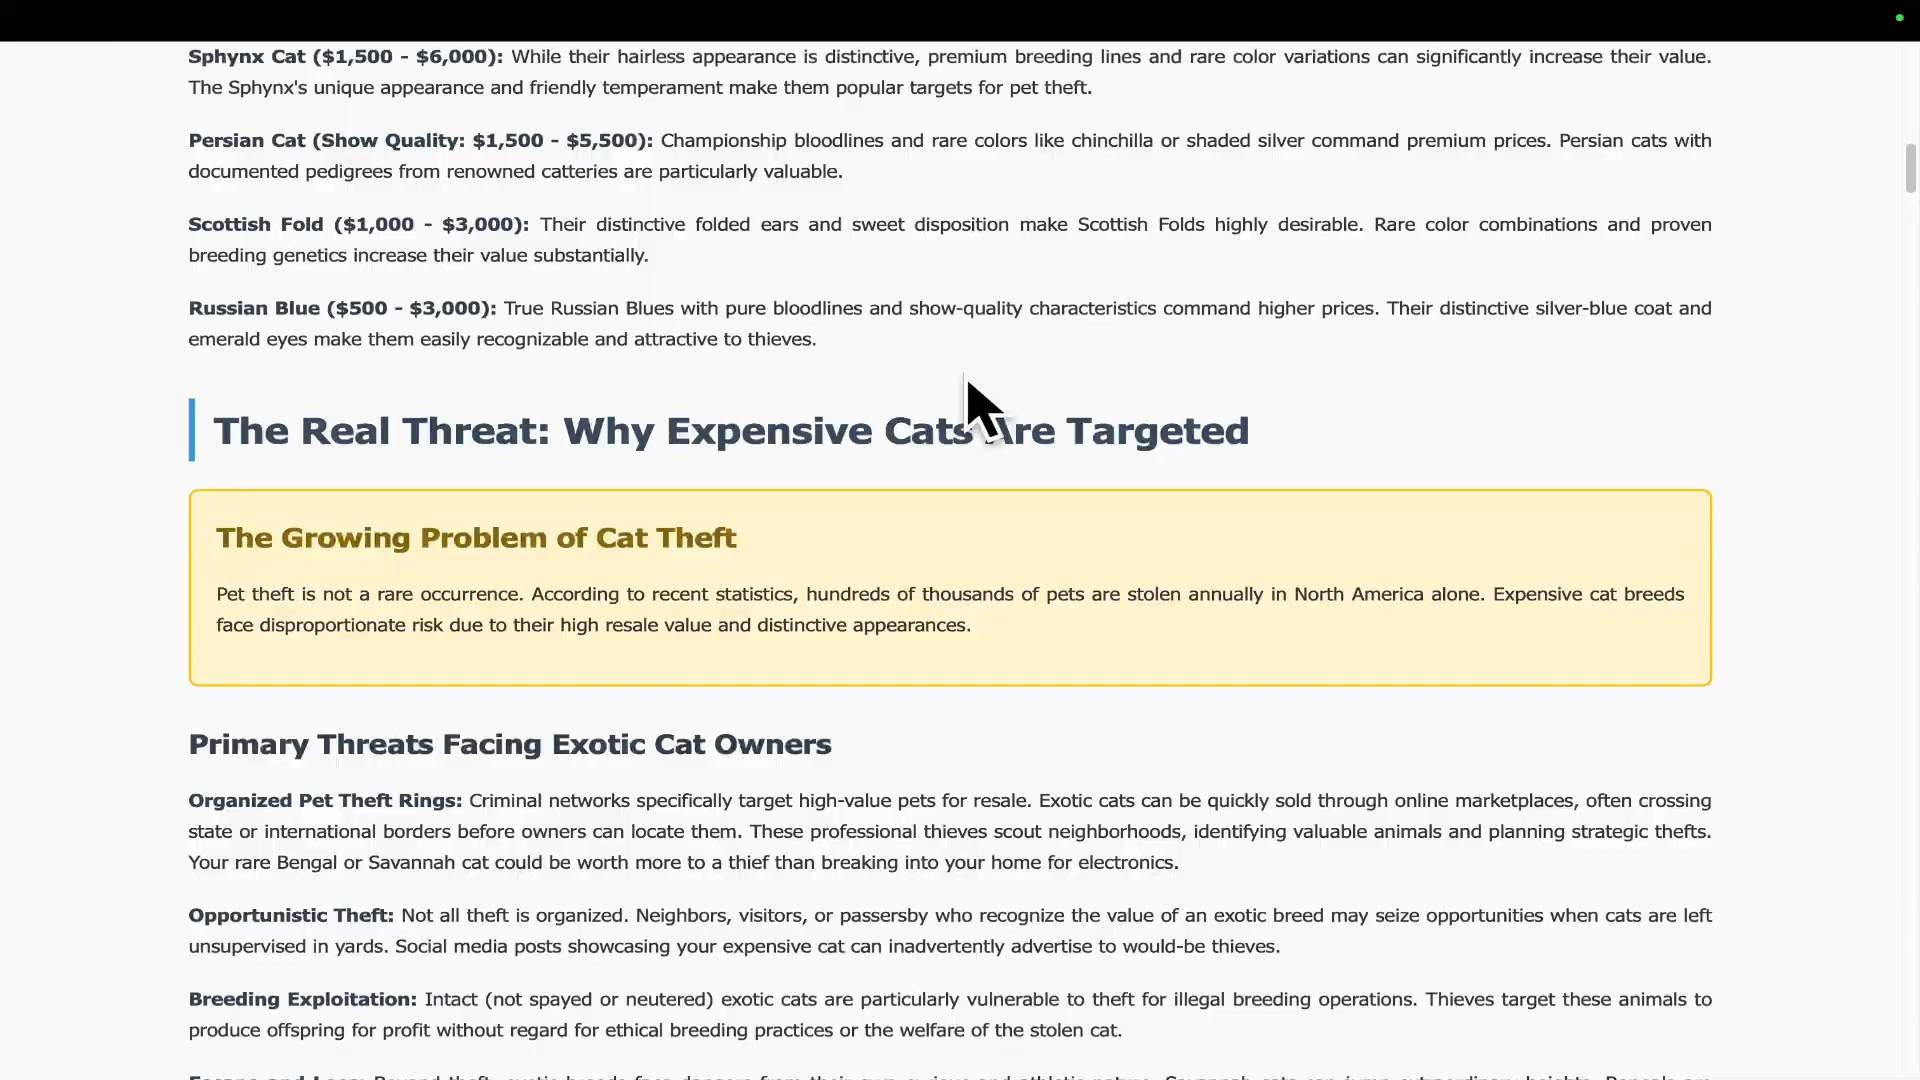 Sphynx Cat ($1,500 - $6,000): While their hairless appearance is distinctive, premium breeding lines and rare color variations can significantly increase their value.
The Sphynx's unique appearance and friendly temperament make them popular targets for pet theft.
Persian Cat (Show Quality: $1,500 - $5,500): Championship bloodlines and rare colors like chinchilla or shaded silver command premium prices. Persian cats with
documented pedigrees from renowned catteries are particularly valuable.
Scottish Fold ($1,000 - $3,000): Their distinctive folded ears and sweet disposition make Scottish Folds highly desirable. Rare color combinations and proven
breeding genetics increase their value substantially.
Russian Blue ($500 - $3,000): True Russian Blues with pure bloodlines and show-quality characteristics command higher prices. Their distinctive silver-blue coat and
emerald eyes make them easily recognizable and attractive to thieves.
The Real Threat: Why Expensive Cats Are Targeted
The Growing Problem of Cat Theft
Pet theft is not a rare occurrence. According to recent statistics, hundreds of thousands of pets are stolen annually in North America alone. Expensive cat breeds
face disproportionate risk due to their high resale value and distinctive appearances.
Primary Threats Facing Exotic Cat Owners
Organized Pet Theft Rings: Criminal networks specifically target high-value pets for resale. Exotic cats can be quickly sold through online marketplaces, often crossing
state or international borders before owners can locate them. These professional thieves scout neighborhoods, identifying valuable animals and planning strategic thefts.
Your rare Bengal or Savannah cat could be worth more to a thief than breaking into your home for electronics.
Opportunistic Theft: Not all theft is organized. Neighbors, visitors, or passersby who recognize the value of an exotic breed may seize opportunities when cats are left
unsupervised in yards. Social media posts showcasing your expensive cat can inadvertently advertise to would-be thieves.
Breeding Exploitation: Intact (not spayed or neutered) exotic cats are particularly vulnerable to theft for illegal breeding operations. Thieves target these animals to
produce offspring for profit without regard for ethical breeding practices or the welfare of the stolen cat.